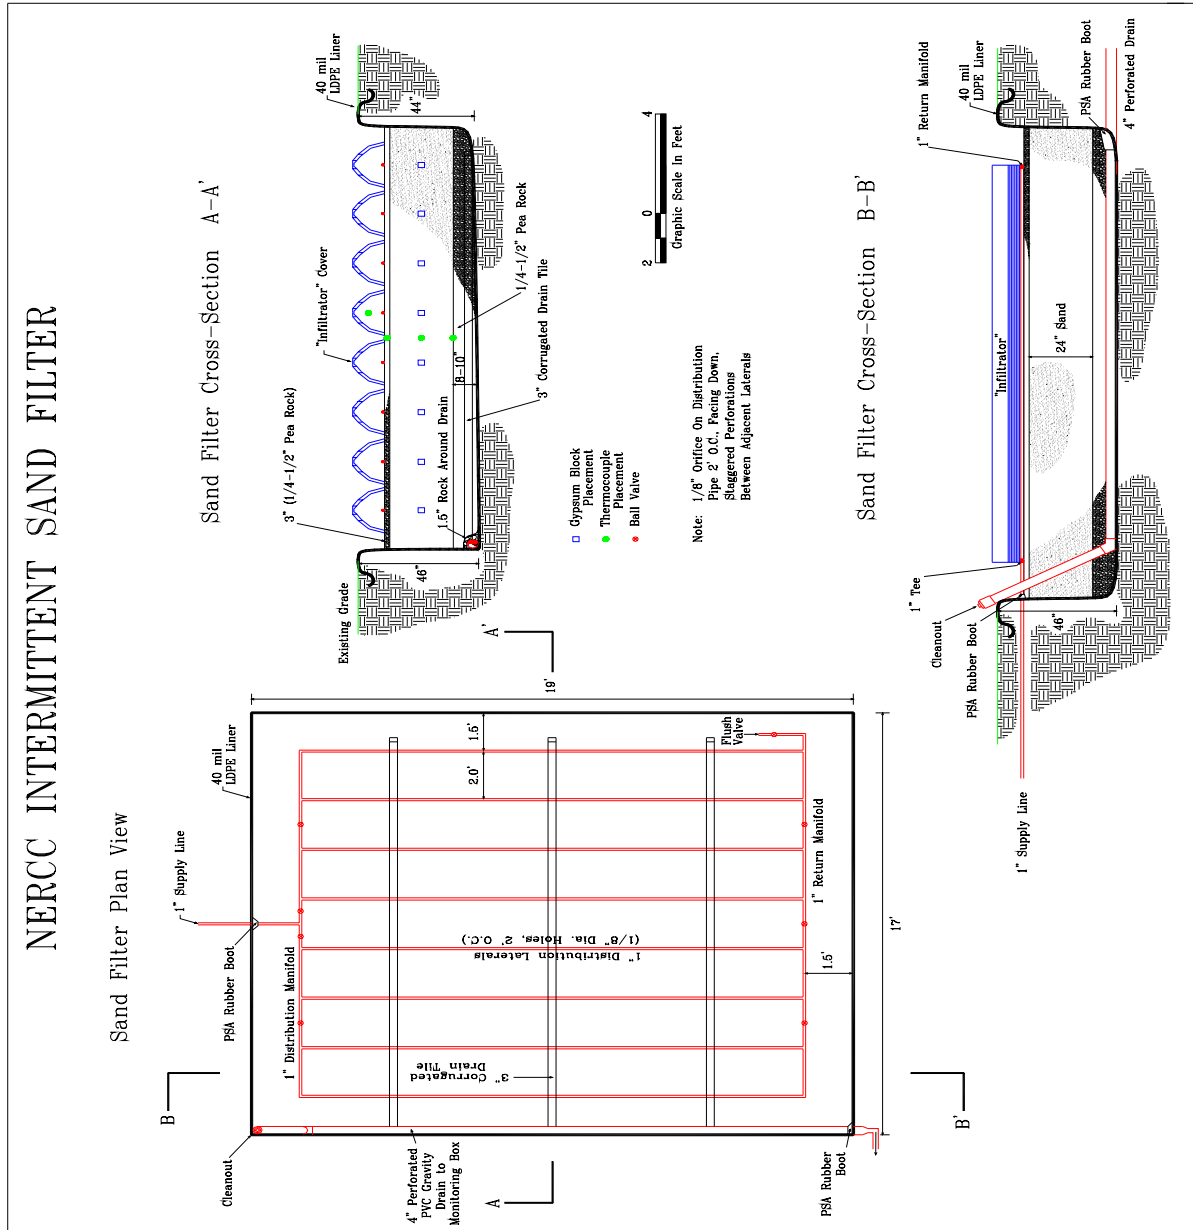 NERCC INTERMITTENT SAND FILTER
Sand Filter Plan View
1" Supply Line
PSA Rubber Boot
40 mil
LDPE Liner
1" Distribution Manifold
B
Cleanout
19'
1.5'
2.0'
Flush
Valve
1" Distribution Laterals
(1/8" Dia. Holes, 2' O.C.)
3" Corrugated
Drain Tile
1" Return Manifold
1.5'
17'
4" Perforated
PVC Gravity
Drain to
Monitoring Box
PSA Rubber
Boot
A
A'
B'
Sand Filter Cross-Section A-A'
3" (1/4-1/2" Pea Rock)
"Infiltrator" Cover
40 mil
LDPE Liner
Existing Grade
46"
44"
1.5" Rock Around Drain
8-10"
3" Corrugated Drain Tile
1/4-1/2" Pea Rock
Gypsum Block
Placement
Thermocouple
Placement
Ball Valve
2 0 4
Graphic Scale In Feet
Note: 1/8" Orifice On Distribution
Pipe 2' O.C., Facing Down,
Staggered Perforations
Between Adjacent Laterals
Sand Filter Cross-Section B-B'
1" Return Manifold
40 mil
LDPE Liner
PSA Rubber Boot
4" Perforated Drain
"Infiltrator"
24" Sand
1" Tee
Cleanout
PSA Rubber Boot
46"
1" Supply Line